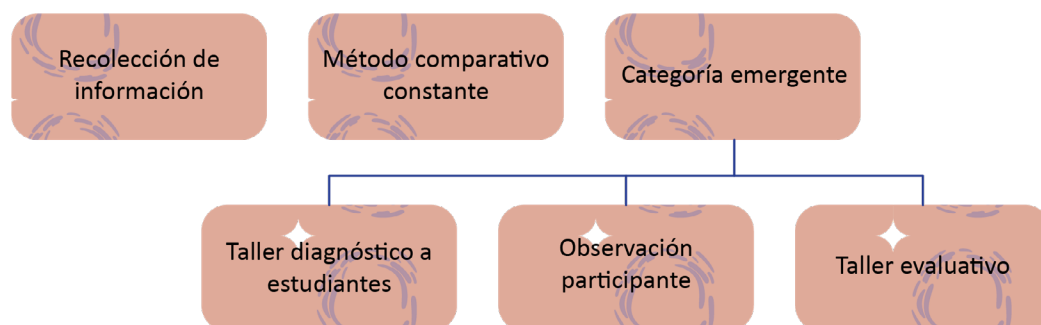 Recolección de
información
Método comparativo
constante
Categoría emergente
Taller diagnóstico a
estudiantes
Observación
participante
Taller evaluativo